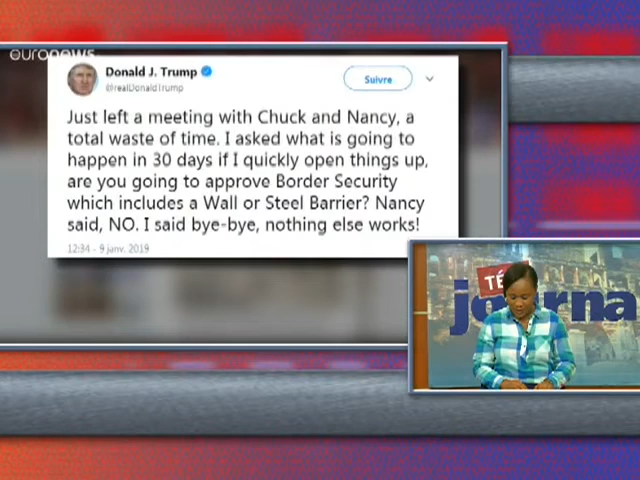 euronews.
Donald J. Trump
@realDonaldTrump
Suivre
Just left a meeting with Chuck and Nancy, a
total waste of time. I asked what is going to
happen in 30 days if I quickly open things up,
are you going to approve Border Security
which includes a Wall or Steel Barrier? Nancy
said, NO. I said bye-bye, nothing else works!
12:34 - 9 janv. 2019
TÉ
journa